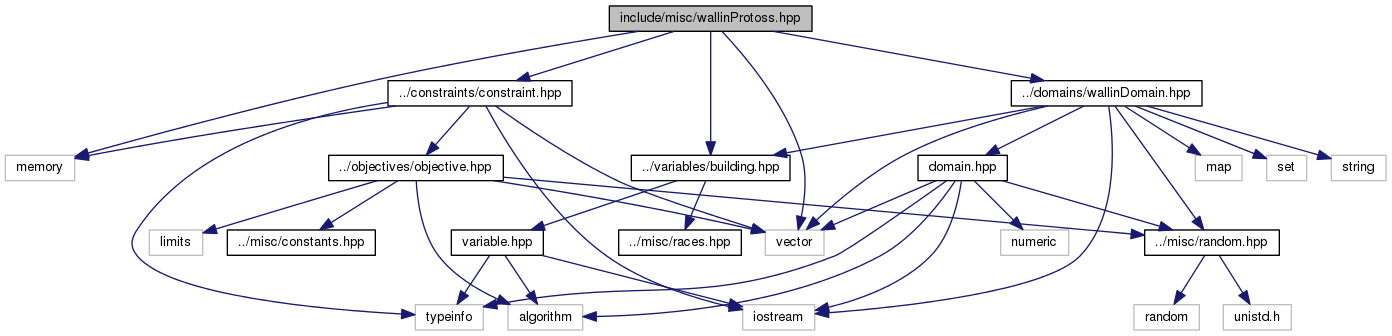 include/misc/wallinProtoss.hpp
../constraints/constraint.hpp
../domains/wallinDomain.hpp
memory
../objectives/objective.hpp
../variables/building.hpp
domain.hpp
map
set
string
limits
../misc/constants.hpp
variable.hpp
../misc/races.hpp
vector
numeric
../misc/random.hpp
typeinfo
algorithm
iostream
random
unistd.h